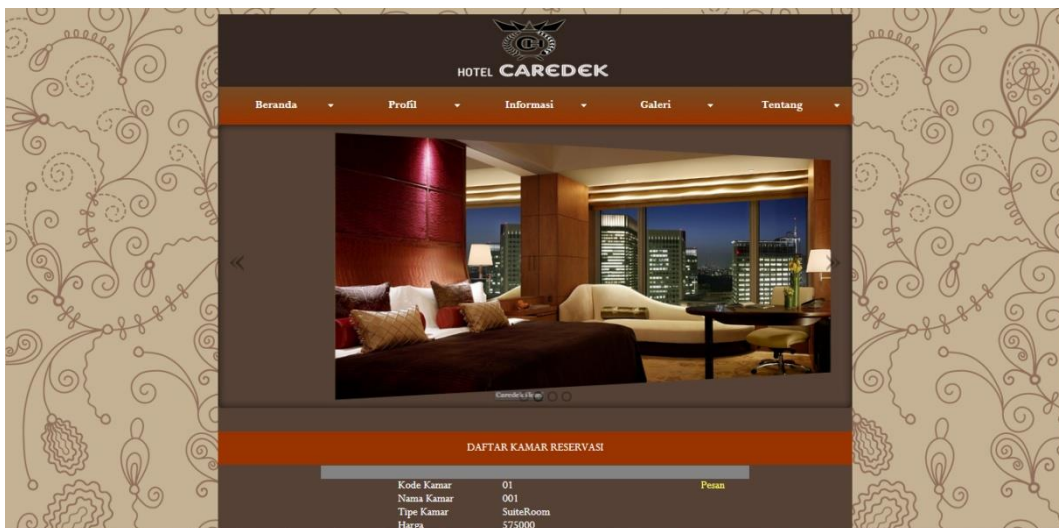 HOTEL CAREDEK
Beranda Profil Informasi Galeri Tentang
DAFTAR KAMAR RESERVASI
Kode Kamar 01 Pesan
Nama Kamar 001
Tipe Kamar SuiteRoom
Harga 575000